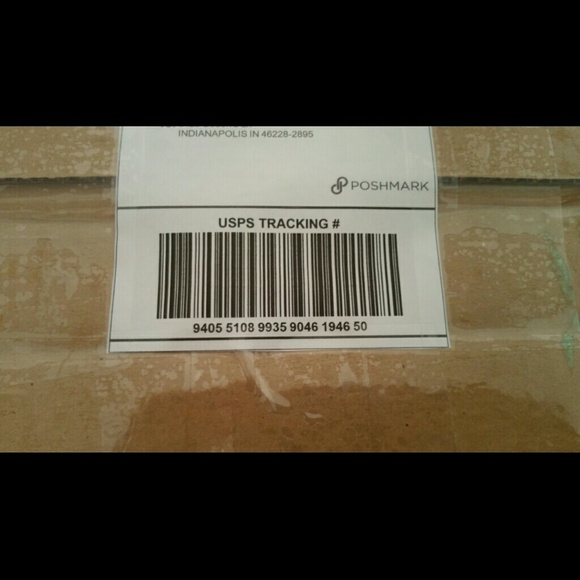 INDIANAPOLIS IN 46228-2895
POSHMARK
USPS TRACKING #
9405 5108 9935 9046 1946 50